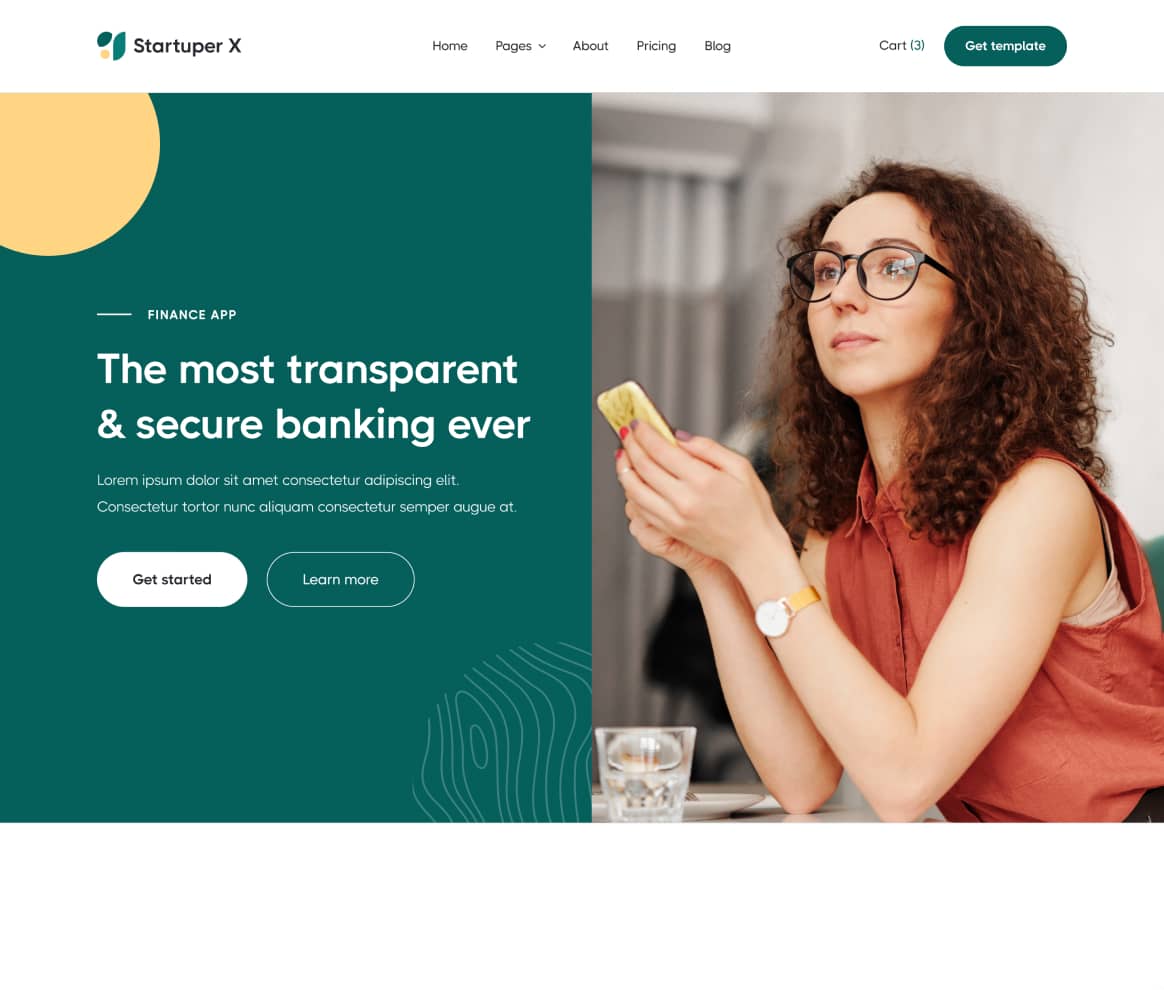 Startuper X
Home
Pages
About
Pricing
Blog
Cart (3)
Get template
FINANCE APP
The most transparent
& secure banking ever
Lorem ipsum dolor sit amet consectetur adipiscing elit.
Consectetur tortor nunc aliquam consectetur semper augue at.
Get started
Learn more